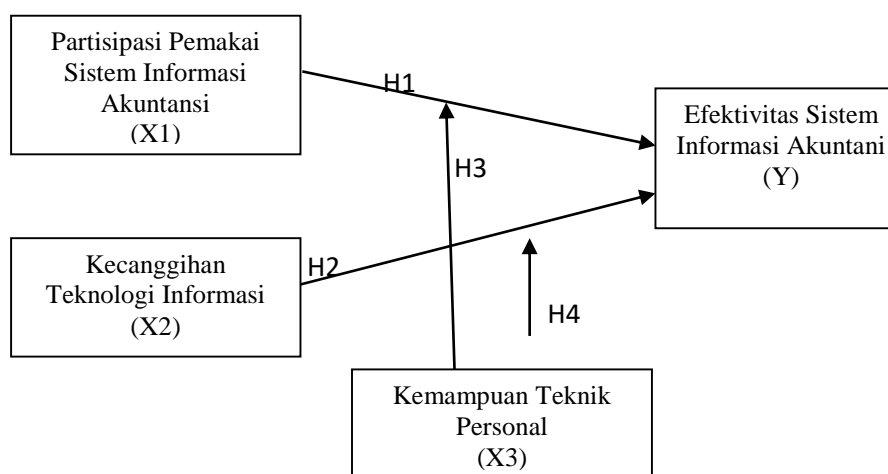 Partisipasi Pemakai
Sistem Informasi
Akuntansi
(X1)
H1
Efektivitas Sistem
Informasi Akuntani
(Y)
H3
Kecanggihan
Teknologi Informasi
(X2)
H2
H4
Kemampuan Teknik
Personal
(X3)